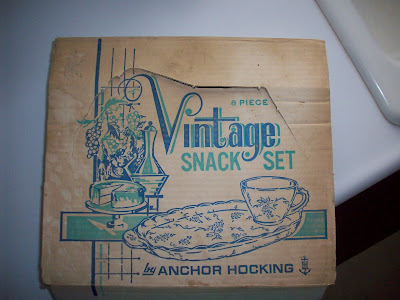 8 PIECE
Vintage
SNACK SET
by ANCHOR HOCKING